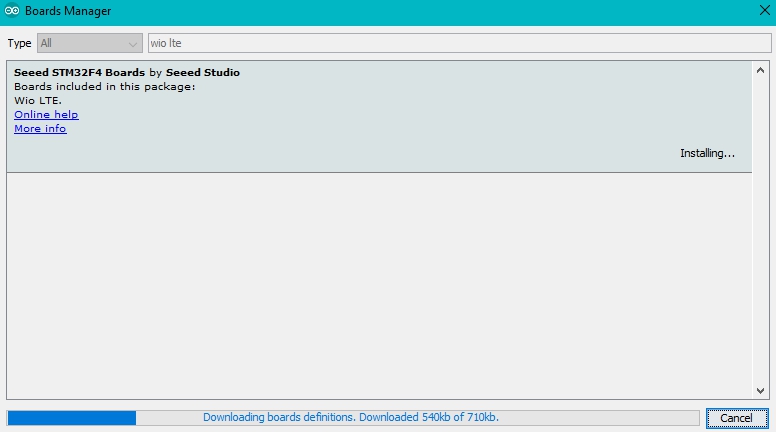 Boards Manager
Type All wio lte
Seeed STM32F4 Boards by Seeed Studio
Boards included in this package:
Wio LTE.
Online help
More info
Installing...
Downloading boards definitions. Downloaded 540kb of 710kb.
Cancel